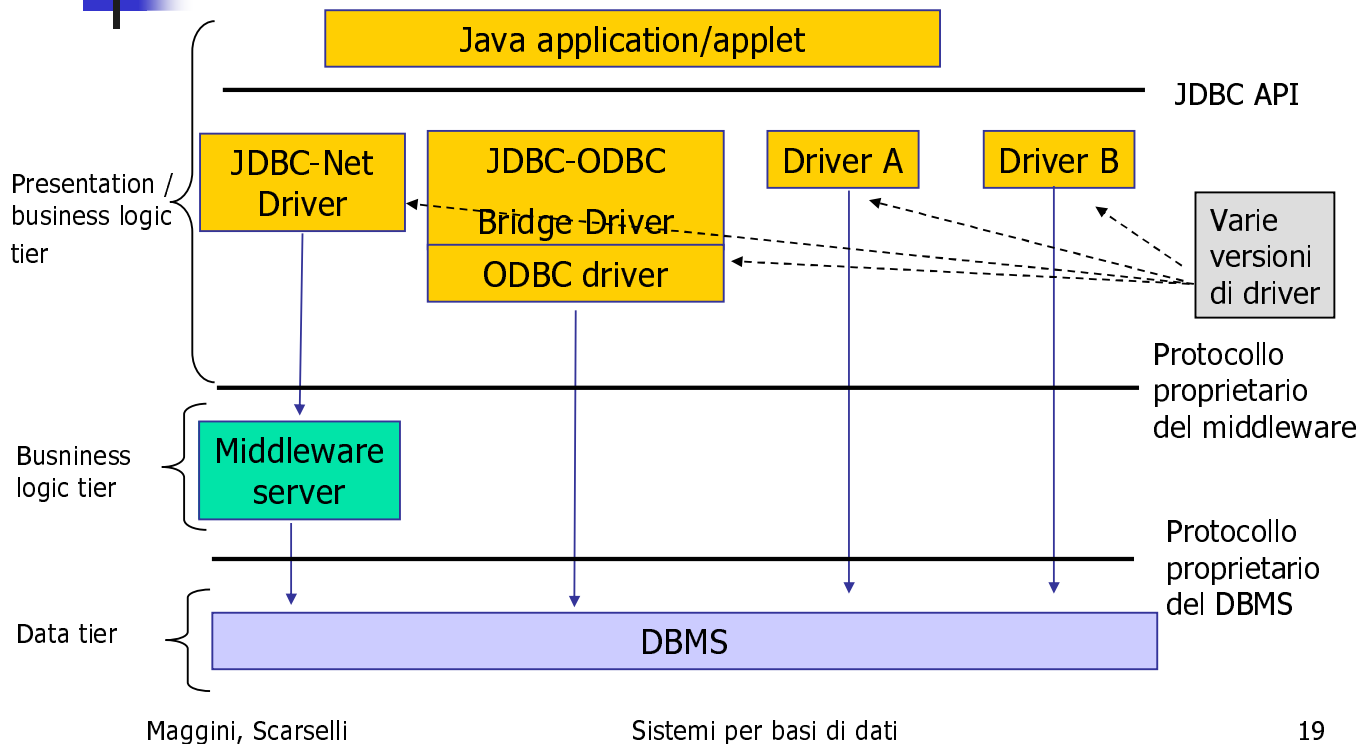 Java application/applet
JDBC API
JDBC-Net
Driver
JDBC-ODBC
Bridge Driver
ODBC driver
Driver A
Driver B
Presentation /
business logic
tier
Varie
versioni
di driver
Protocollo
proprietario
del middleware
Busniness
logic tier
Middleware
server
Protocollo
proprietario
del DBMS
Data tier
DBMS
Maggini, Scarselli
Sistemi per basi di dati
19